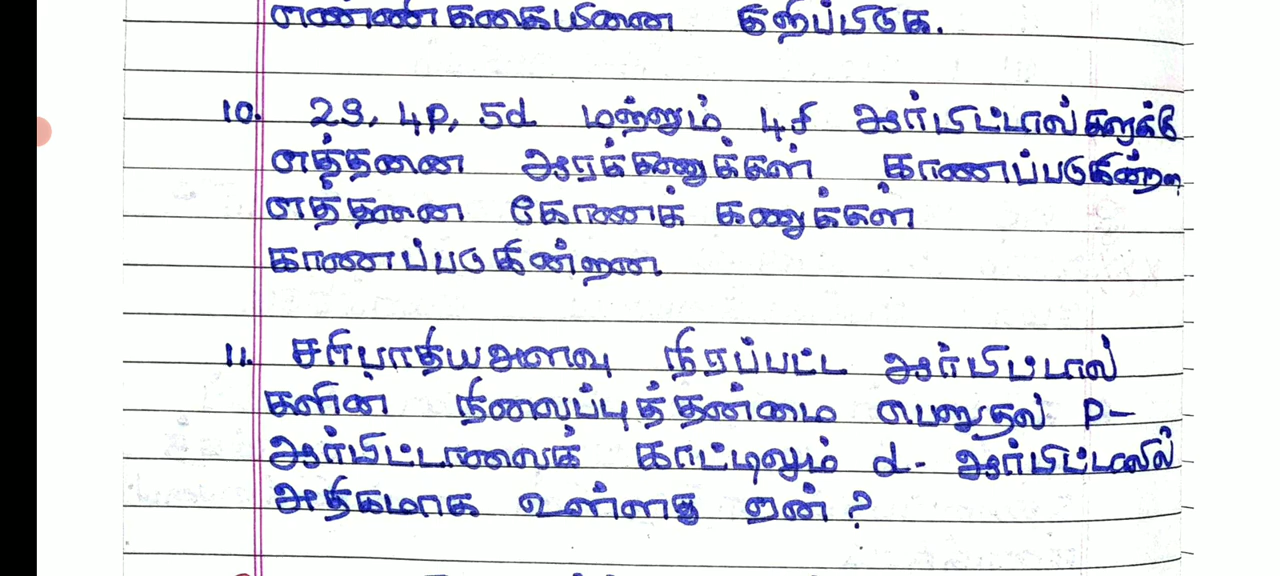 எண்ணிக்கையினை குறிப்பிடுக.
10. 2S, 4P, 5d மற்றும் 4f ஆர்பிட்டால்களுக்கு
எத்தனை ஆரக்கணுக்கள் காணப்படுகின்றன
எத்தனை கோணக் கணுக்கள்
காணப்படுகின்றன.
11. சரிபாதியளவு நிரப்பட்ட ஆர்பிட்டால்
களின் நிலைப்புத்தன்மை பெறுதல் P-
ஆர்பிட்டாலைக் காட்டிலும் d- ஆர்பிட்டாலில்
அதிகமாக உள்ளது ஏன் ?